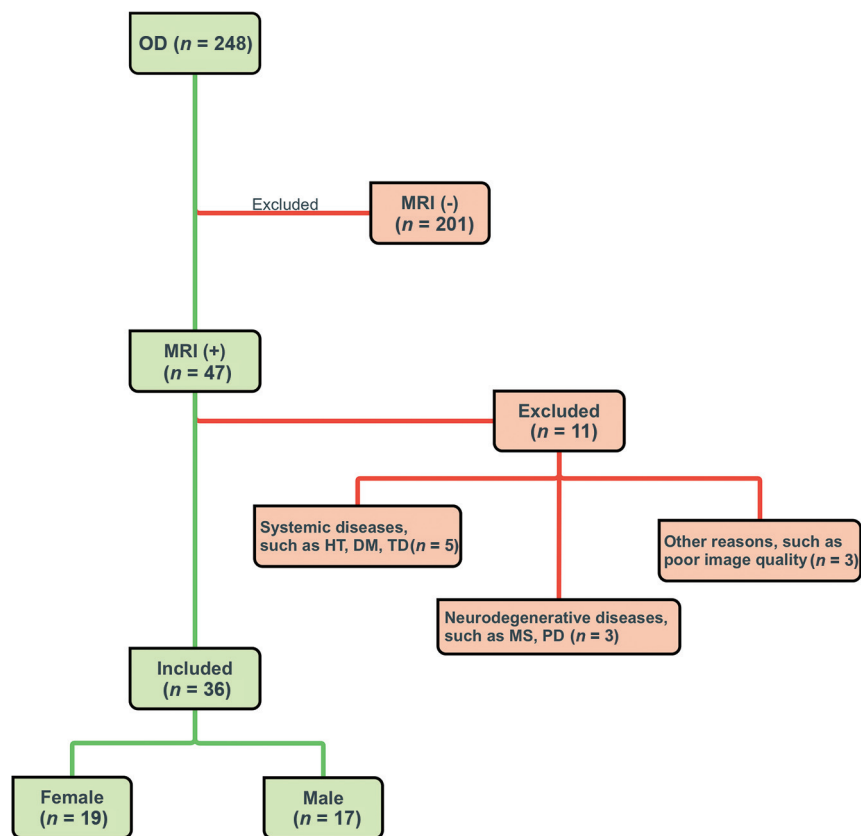 OD (n = 248)
Excluded
MRI (-)
(n = 201)
MRI (+)
(n = 47)
Excluded
(n = 11)
Systemic diseases,
such as HT, DM, TD(n = 5)
Other reasons, such as
poor image quality (n = 3)
Neurodegenerative diseases,
such as MS, PD (n = 3)
Included
(n = 36)
Female
(n = 19)
Male
(n = 17)